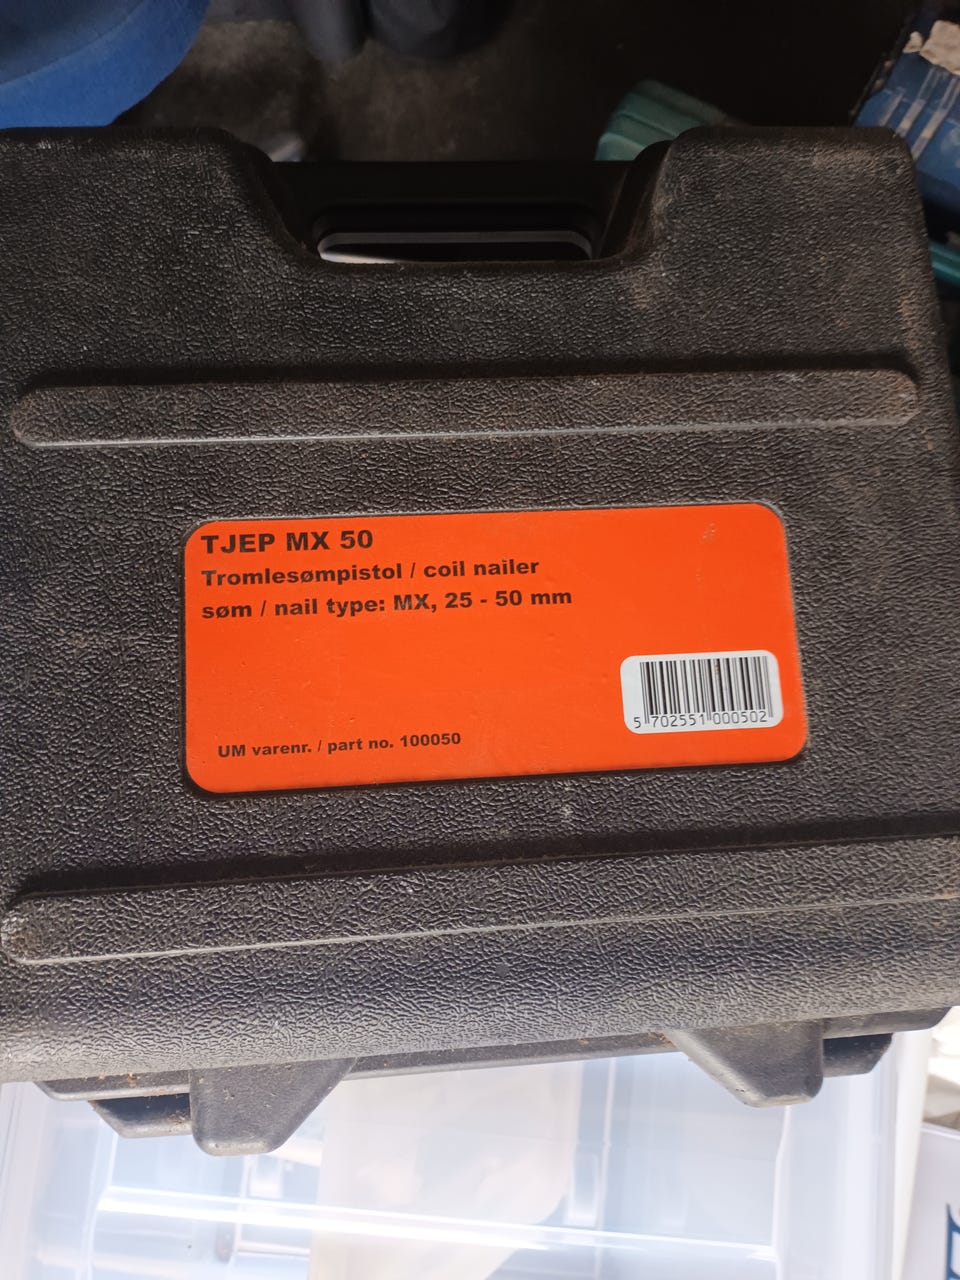 TJEP MX 50
Tromlesømpistol / coil nailer
søm / nail type: MX, 25 - 50 mm
5 702551 000502
UM varenr. / part no. 100050